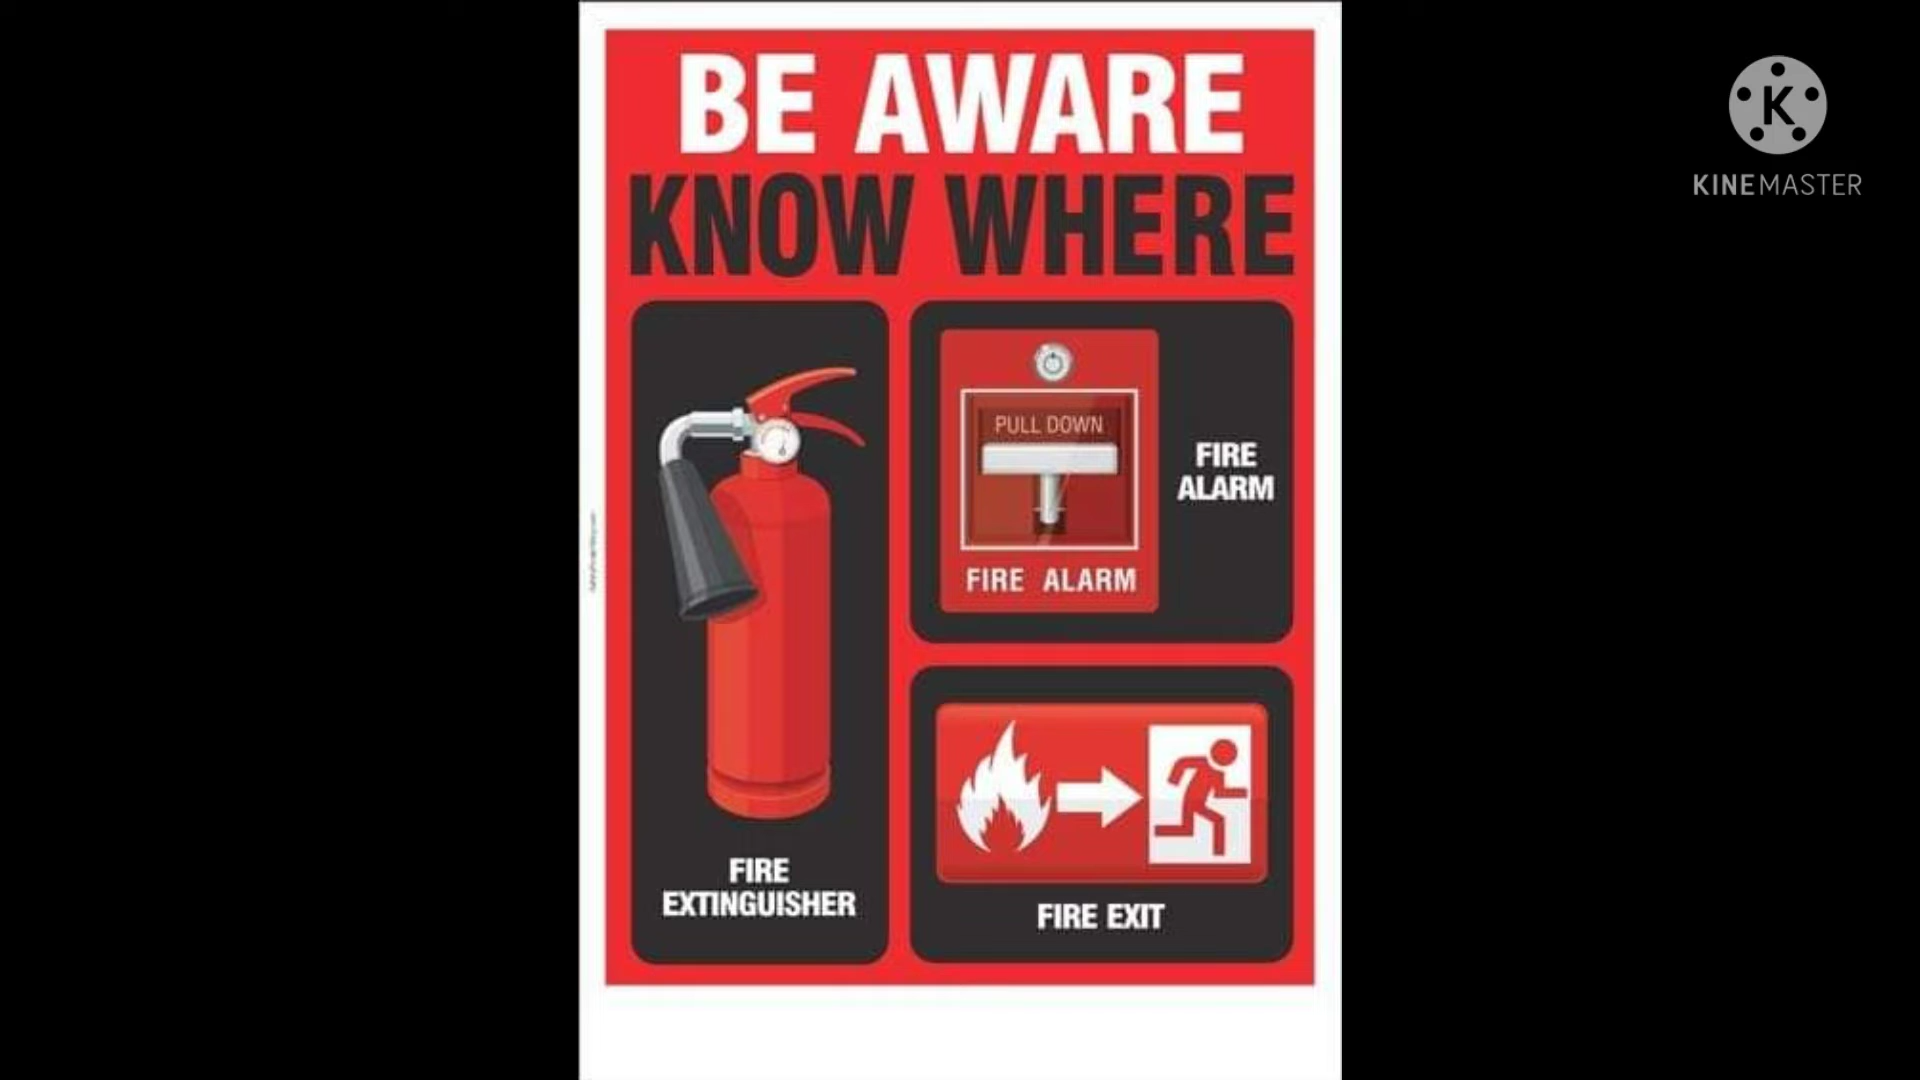 BE AWARE
KNOW WHERE
PULL DOWN
FIRE ALARM
FIRE
ALARM
FIRE
EXTINGUISHER
FIRE EXIT
K
KINEMASTER